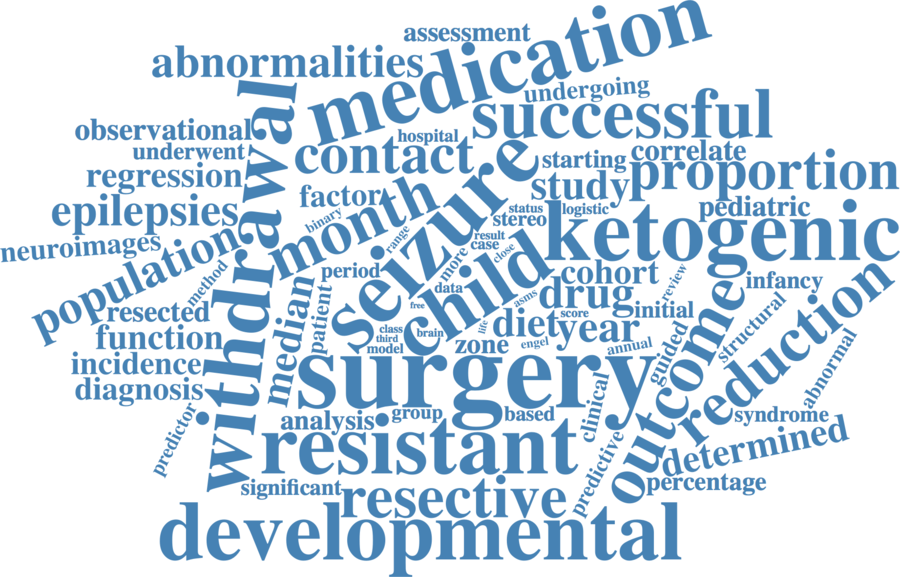 assessment
medication
abnormalities
undergoing
successful
withdrawal
observational
hospital
underwent
contact
starting
correlate
regression
seizure
proportion
factor
month
study
epilepsies
binary
status
logistic
pediatric
stereo
ketogenic
neuroimages
population
range
result
case
close
more
child
method
period
cohort
review
infancy
data
drug
resected
patient
median
free
asms
score
initial
structural
reduction
function
class
brain
life
diet
year
outcome
third
model
zone
engel
annual
guided
abnormal
incidence
surgery
diagnosis
clinical
predictor
analysis
group
based
syndrome
resistant
determined
predictive
significant
resective
percentage
developmental